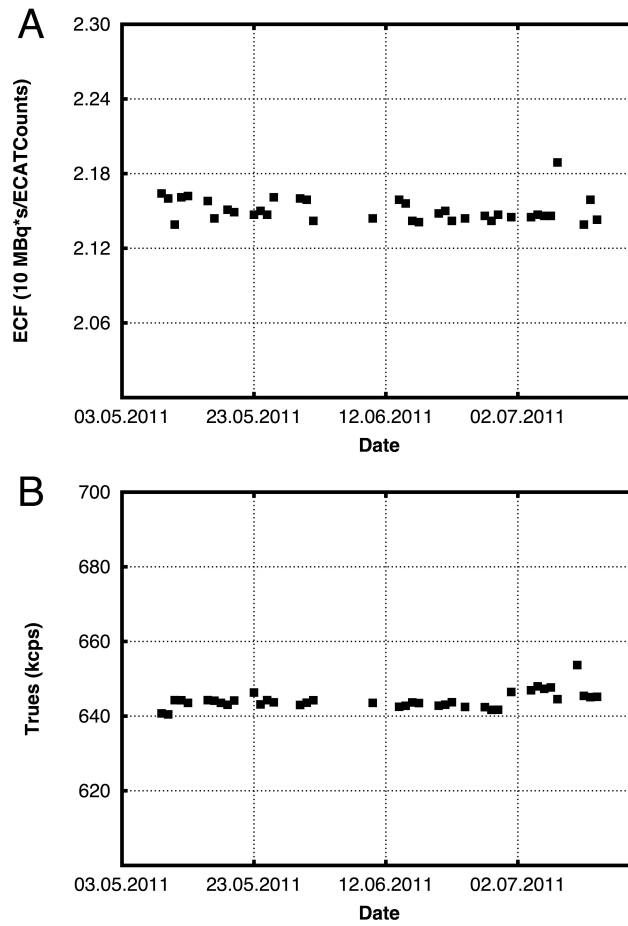 A
2.30
2.24
2.18
2.12
2.06
ECF (10 MBq*s/ECATCounts)
03.05.2011 23.05.2011 12.06.2011 02.07.2011
Date
B
700
680
660
640
620
Trues (kcps)
03.05.2011 23.05.2011 12.06.2011 02.07.2011
Date